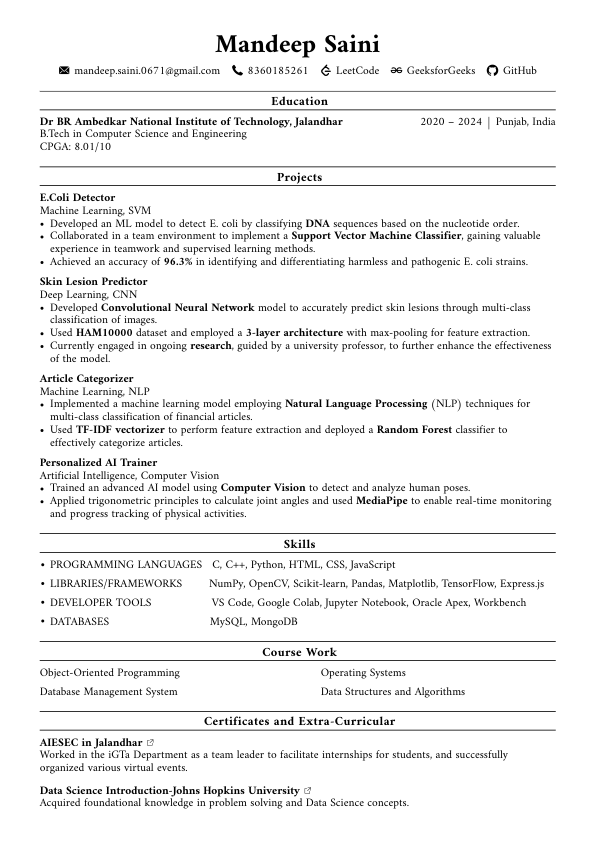 Mandeep Saini
mandeep.saini.0671@gmail.com 8360185261 LeetCode GeeksforGeeks GitHub
Education
Dr BR Ambedkar National Institute of Technology, Jalandhar 2020 – 2024 | Punjab, India
B.Tech in Computer Science and Engineering
CPGA: 8.01/10
Projects
E.Coli Detector
Machine Learning, SVM
• Developed an ML model to detect E. coli by classifying DNA sequences based on the nucleotide order.
• Collaborated in a team environment to implement a Support Vector Machine Classifier, gaining valuable
experience in teamwork and supervised learning methods.
• Achieved an accuracy of 96.3% in identifying and differentiating harmless and pathogenic E. coli strains.
Skin Lesion Predictor
Deep Learning, CNN
• Developed Convolutional Neural Network model to accurately predict skin lesions through multi-class
classification of images.
• Used HAM10000 dataset and employed a 3-layer architecture with max-pooling for feature extraction.
• Currently engaged in ongoing research, guided by a university professor, to further enhance the effectiveness
of the model.
Article Categorizer
Machine Learning, NLP
• Implemented a machine learning model employing Natural Language Processing (NLP) techniques for
multi-class classification of financial articles.
• Used TF-IDF vectorizer to perform feature extraction and deployed a Random Forest classifier to
effectively categorize articles.
Personalized AI Trainer
Artificial Intelligence, Computer Vision
• Trained an advanced AI model using Computer Vision to detect and analyze human poses.
• Applied trigonometric principles to calculate joint angles and used MediaPipe to enable real-time monitoring
and progress tracking of physical activities.
Skills
• PROGRAMMING LANGUAGES C, C++, Python, HTML, CSS, JavaScript
• LIBRARIES/FRAMEWORKS NumPy, OpenCV, Scikit-learn, Pandas, Matplotlib, TensorFlow, Express.js
• DEVELOPER TOOLS VS Code, Google Colab, Jupyter Notebook, Oracle Apex, Workbench
• DATABASES MySQL, MongoDB
Course Work
Object-Oriented Programming Operating Systems
Database Management System Data Structures and Algorithms
Certificates and Extra-Curricular
AIESEC in Jalandhar
Worked in the iGTa Department as a team leader to facilitate internships for students, and successfully
organized various virtual events.
Data Science Introduction-Johns Hopkins University
Acquired foundational knowledge in problem solving and Data Science concepts.